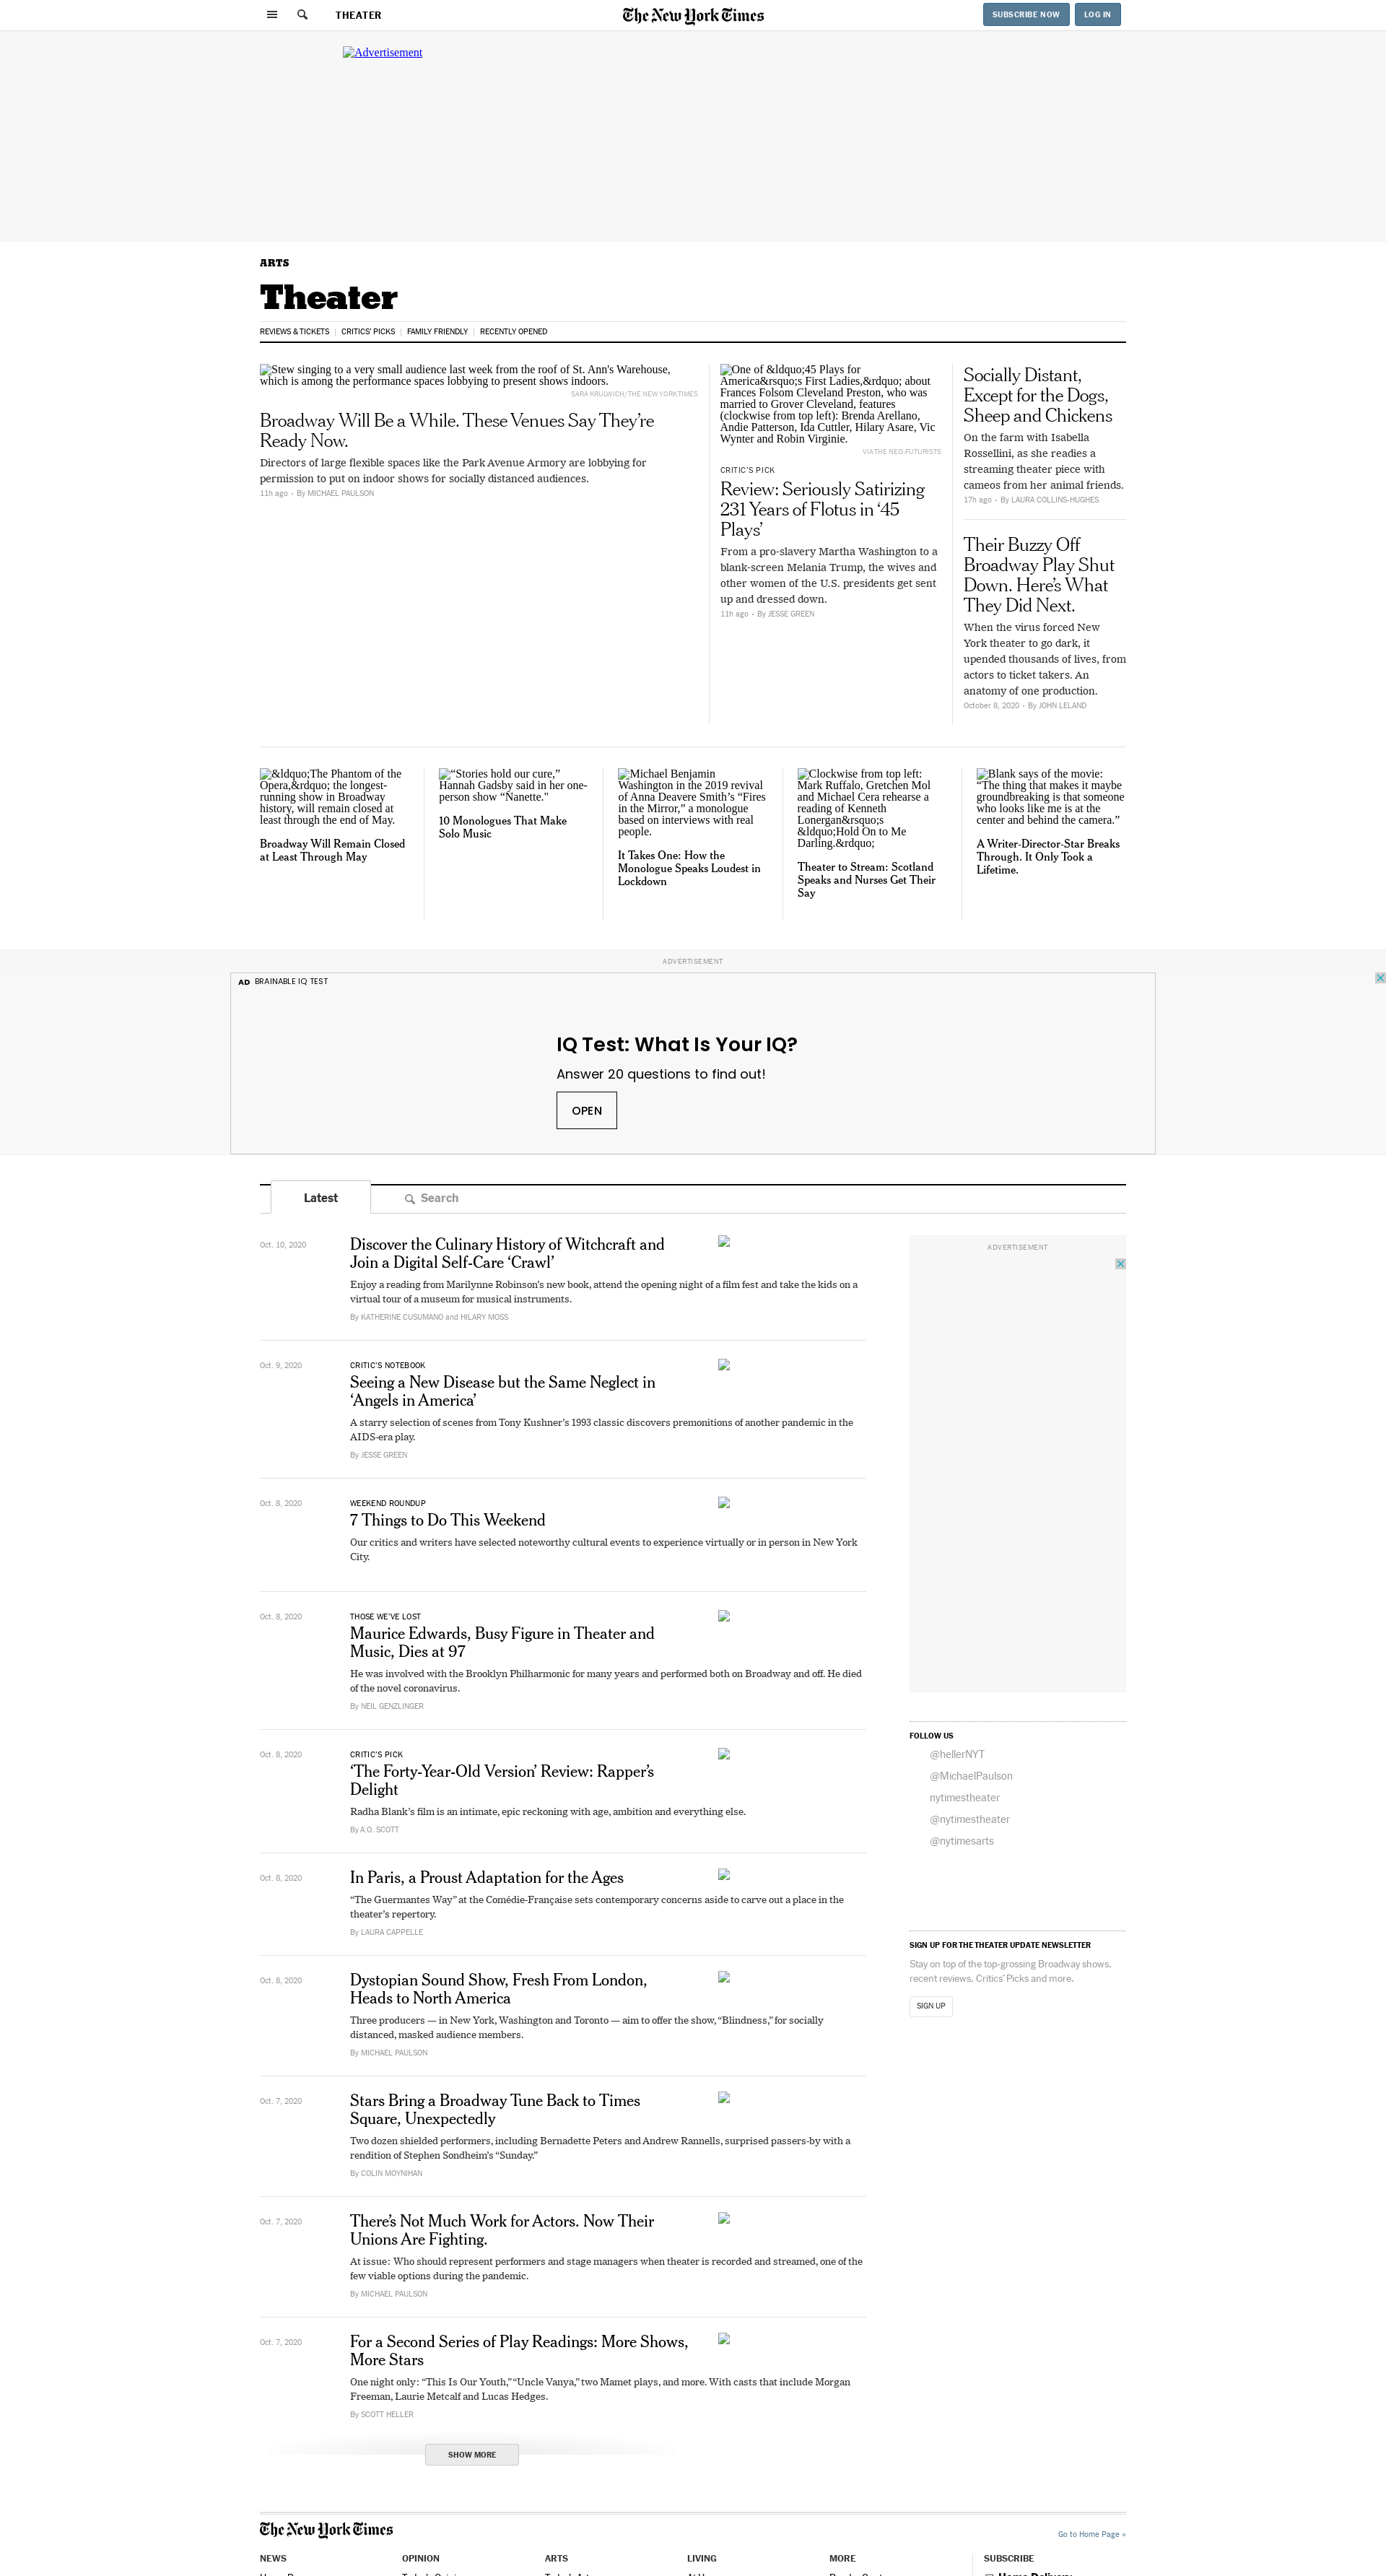 THEATER
The New York Times
SUBSCRIBE NOW
LOG IN
Advertisement
ARTS
Theater
REVIEWS & TICKETS | CRITICS' PICKS | FAMILY FRIENDLY | RECENTLY OPENED
Stew singing to a very small audience last week from the roof of St. Ann's Warehouse,
which is among the performance spaces lobbying to present shows indoors.
SARA KRULWICH/THE NEW YORK TIMES
Broadway Will Be a While. These Venues Say They’re
Ready Now.
Directors of large flexible spaces like the Park Avenue Armory are lobbying for
permission to put on indoor shows for socially distanced audiences.
11h ago • By MICHAEL PAULSON
One of &ldquo;45 Plays for
America&rsquo;s First Ladies,&rdquo; about
Frances Folsom Cleveland Preston, who was
married to Grover Cleveland, features
(clockwise from top left): Brenda Arellano,
Andie Patterson, Ida Cuttler, Hilary Asare, Vic
Wynter and Robin Virginie.
VIA THE NEO-FUTURISTS
CRITIC’S PICK
Review: Seriously Satirizing
231 Years of Flotus in ‘45
Plays’
From a pro-slavery Martha Washington to a
blank-screen Melania Trump, the wives and
other women of the U.S. presidents get sent
up and dressed down.
11h ago • By JESSE GREEN
Socially Distant,
Except for the Dogs,
Sheep and Chickens
On the farm with Isabella
Rossellini, as she readies a
streaming theater piece with
cameos from her animal friends.
17h ago • By LAURA COLLINS-HUGHES
Their Buzzy Off
Broadway Play Shut
Down. Here’s What
They Did Next.
When the virus forced New
York theater to go dark, it
upended thousands of lives, from
actors to ticket takers. An
anatomy of one production.
October 8, 2020 • By JOHN LELAND
&ldquo;The Phantom of the
Opera,&rdquo; the longest-
running show in Broadway
history, will remain closed at
least through the end of May.
Broadway Will Remain Closed
at Least Through May
“Stories hold our cure,”
Hannah Gadsby said in her one-
person show “Nanette."
10 Monologues That Make
Solo Music
Michael Benjamin
Washington in the 2019 revival
of Anna Deavere Smith’s “Fires
in the Mirror,” a monologue
based on interviews with real
people.
It Takes One: How the
Monologue Speaks Loudest in
Lockdown
Clockwise from top left:
Mark Ruffalo, Gretchen Mol
and Michael Cera rehearse a
reading of Kenneth
Lonergan&rsquo;s
&ldquo;Hold On to Me
Darling.&rdquo;
Theater to Stream: Scotland
Speaks and Nurses Get Their
Say
Blank says of the movie:
“The thing that makes it maybe
groundbreaking is that someone
who looks like me is at the
center and behind the camera.”
A Writer-Director-Star Breaks
Through. It Only Took a
Lifetime.
ADVERTISEMENT
AD BRAINABLE IQ TEST
IQ Test: What Is Your IQ?
Answer 20 questions to find out!
OPEN
Latest
Search
Oct. 10, 2020
Discover the Culinary History of Witchcraft and
Join a Digital Self-Care ‘Crawl’
Enjoy a reading from Marilynne Robinson’s new book, attend the opening night of a film fest and take the kids on a
virtual tour of a museum for musical instruments.
By KATHERINE CUSUMANO and HILARY MOSS
Oct. 9, 2020
CRITIC’S NOTEBOOK
Seeing a New Disease but the Same Neglect in
‘Angels in America’
A starry selection of scenes from Tony Kushner’s 1993 classic discovers premonitions of another pandemic in the
AIDS-era play.
By JESSE GREEN
Oct. 8, 2020
WEEKEND ROUNDUP
7 Things to Do This Weekend
Our critics and writers have selected noteworthy cultural events to experience virtually or in person in New York
City.
Oct. 8, 2020
THOSE WE’VE LOST
Maurice Edwards, Busy Figure in Theater and
Music, Dies at 97
He was involved with the Brooklyn Philharmonic for many years and performed both on Broadway and off. He died
of the novel coronavirus.
By NEIL GENZLINGER
Oct. 8, 2020
CRITIC’S PICK
‘The Forty-Year-Old Version’ Review: Rapper’s
Delight
Radha Blank’s film is an intimate, epic reckoning with age, ambition and everything else.
By A.O. SCOTT
Oct. 8, 2020
In Paris, a Proust Adaptation for the Ages
“The Guermantes Way” at the Comédie-Française sets contemporary concerns aside to carve out a place in the
theater’s repertory.
By LAURA CAPPELLE
Oct. 8, 2020
Dystopian Sound Show, Fresh From London,
Heads to North America
Three producers — in New York, Washington and Toronto — aim to offer the show, “Blindness,” for socially
distanced, masked audience members.
By MICHAEL PAULSON
Oct. 7, 2020
Stars Bring a Broadway Tune Back to Times
Square, Unexpectedly
Two dozen shielded performers, including Bernadette Peters and Andrew Rannells, surprised passers-by with a
rendition of Stephen Sondheim’s “Sunday.”
By COLIN MOYNIHAN
Oct. 7, 2020
There’s Not Much Work for Actors. Now Their
Unions Are Fighting.
At issue: Who should represent performers and stage managers when theater is recorded and streamed, one of the
few viable options during the pandemic.
By MICHAEL PAULSON
Oct. 7, 2020
For a Second Series of Play Readings: More Shows,
More Stars
One night only: “This Is Our Youth,” “Uncle Vanya,” two Mamet plays, and more. With casts that include Morgan
Freeman, Laurie Metcalf and Lucas Hedges.
By SCOTT HELLER
SHOW MORE
ADVERTISEMENT
FOLLOW US
@hellerNYT
@MichaelPaulson
nytimestheater
@nytimestheater
@nytimesarts
SIGN UP FOR THE THEATER UPDATE NEWSLETTER
Stay on top of the top-grossing Broadway shows,
recent reviews, Critics’ Picks and more.
SIGN UP
The New York Times
Go to Home Page »
NEWS
OPINION
ARTS
LIVING
MORE
SUBSCRIBE